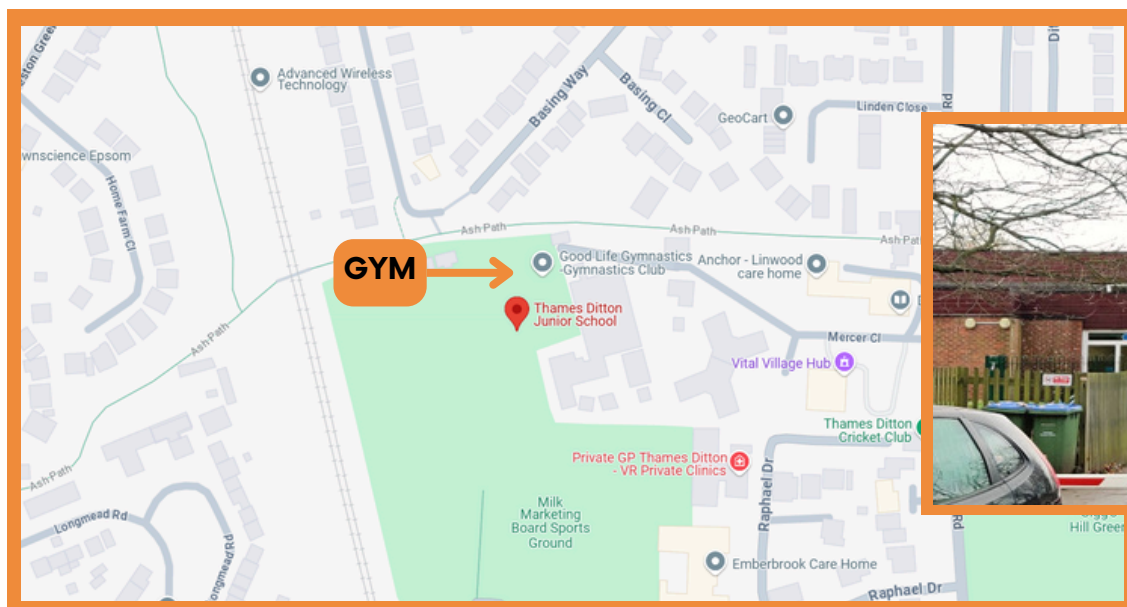 Advanced Wireless
Technology
Basing Way
Basing Cl
GeoCart
Linden Close
Rd
wnscience Epsom
Home Farm Cl
Ash Path
Ash Path
Ash Path
GYM
Good Life Gymnastics
-Gymnastics Club
Anchor - Linwood
care home
Thames Ditton
Junior School
D
Ash Path
Mercer Cl
Vital Village Hub
Thames Ditton
Cricket Club
Private GP Thames Ditton
- VR Private Clinics
Ash Path
Raphael Dr
Milk
Marketing
Board Sports
Ground
Longmead Rd
Longmead Rd
Rd
Hill Green
Emberbrook Care Home
Raphael Dr